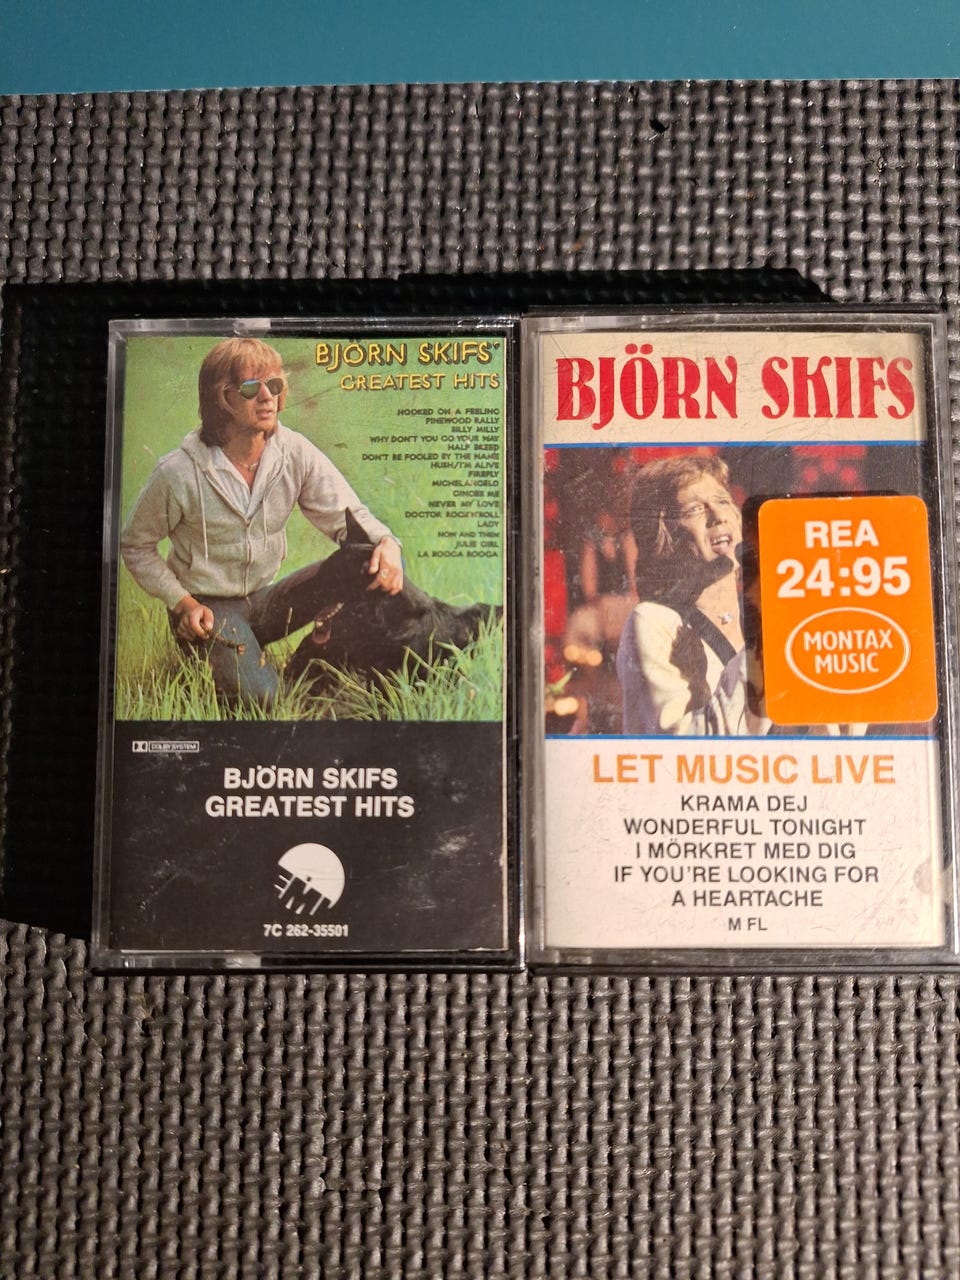 BJÖRN SKIFS'
GREATEST HITS
HOOKED ON A FEELING
PINEWOOD RALLY
SILLY MILLY
WHY DON'T YOU GO YOUR WAY
HALF BREED
DON'T BE FOOLED BY THE NAME
HUSH/I'M ALIVE
FIREFLY
MICHELANGELO
GINGER ME
NEVER MY LOVE
DOCTOR ROCK'N'ROLL
LADY
NOW AND THEN
JULIE GIRL
LA BOOGA ROOGA
DOLBY SYSTEM
BJÖRN SKIFS
GREATEST HITS
EMI
7C 262-35501
BJÖRN SKIFS
REA
24:95
MONTAX
MUSIC
LET MUSIC LIVE
KRAMA DEJ
WONDERFUL TONIGHT
I MÖRKRET MED DIG
IF YOU'RE LOOKING FOR
A HEARTACHE
M FL